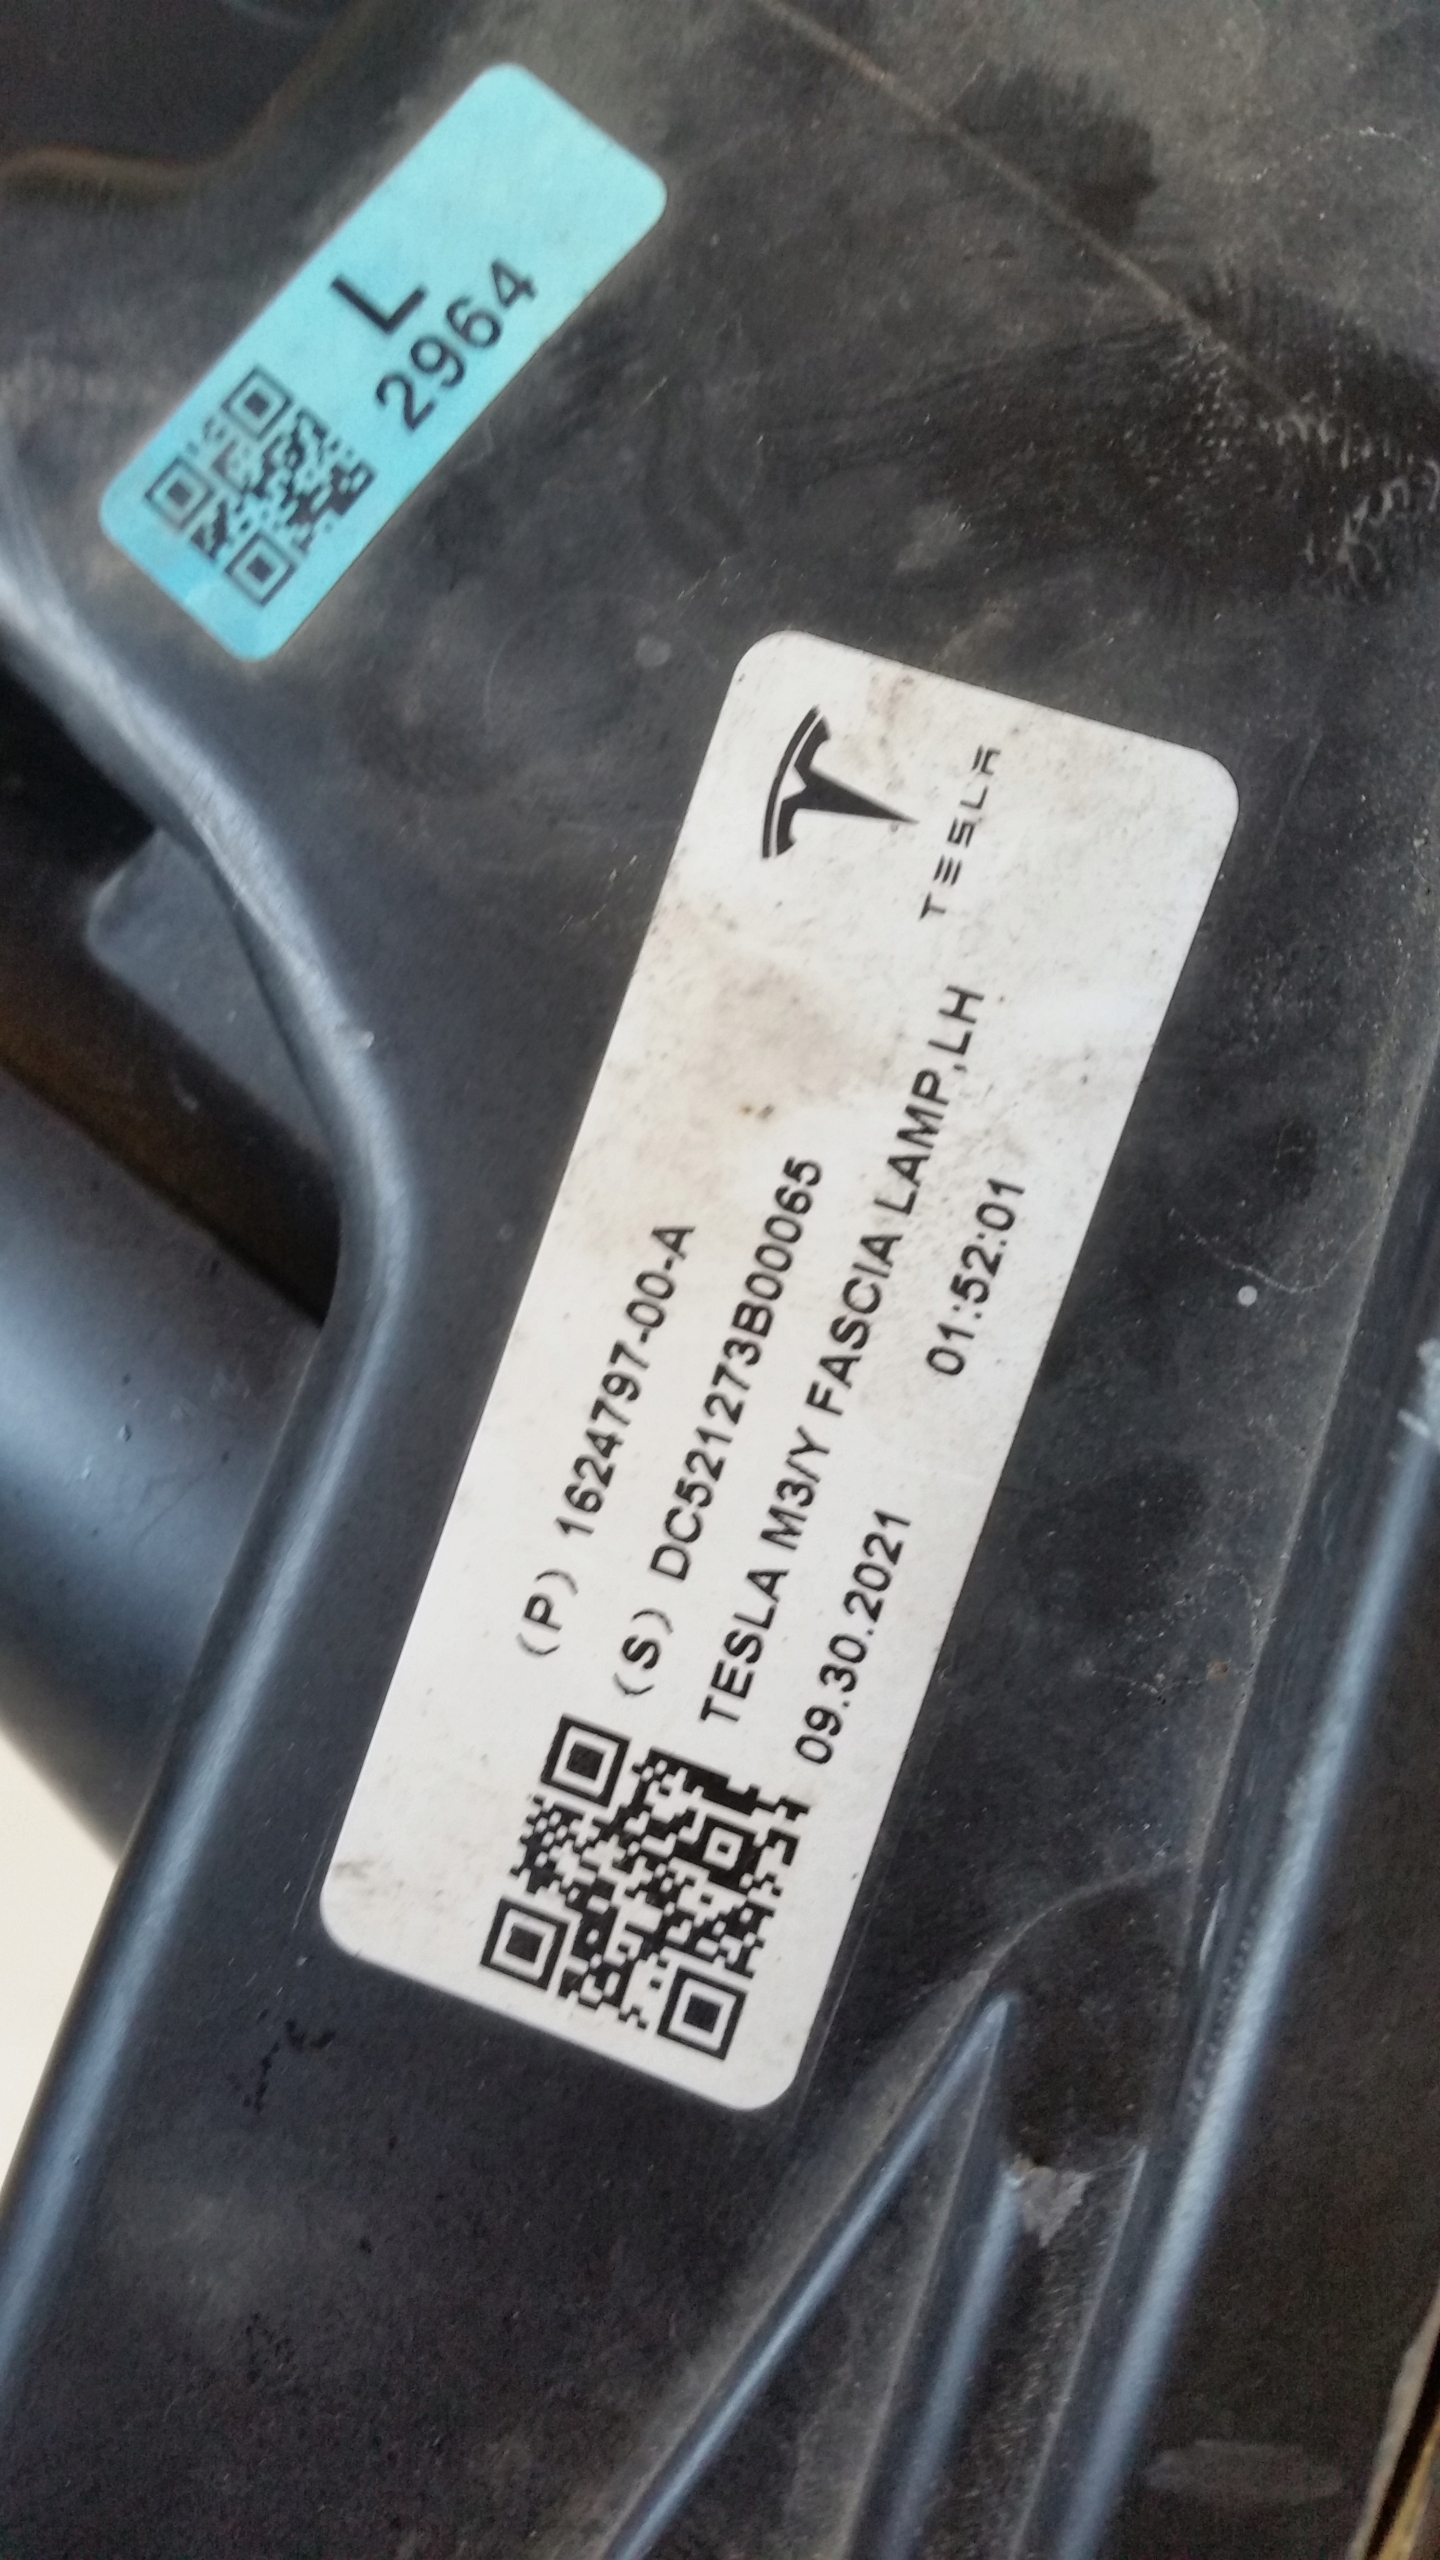 L
2964
TESLA
(P) 1624797-00-A
(S) DC521273B00065
TESLA M3/Y FASCIA LAMP,LH
09.30.2021 01:52:01